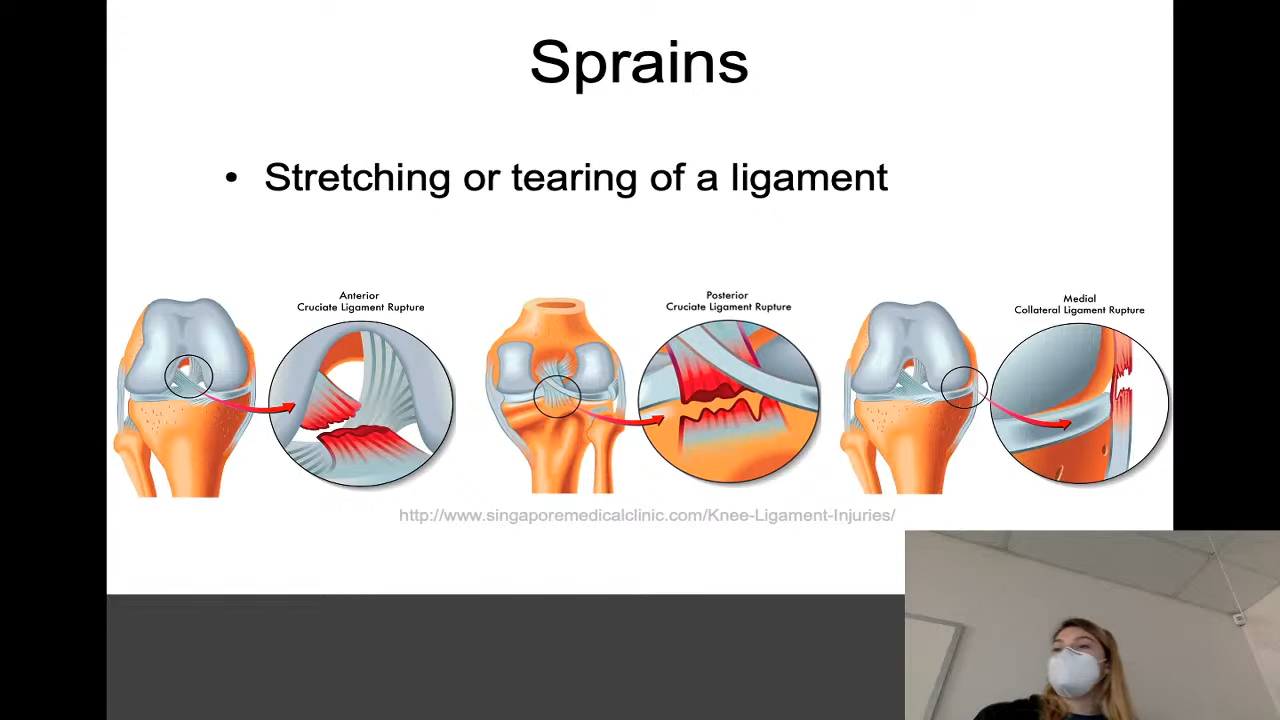 Sprains
• Stretching or tearing of a ligament
Anterior
Cruciate Ligament Rupture
Posterior
Cruciate Ligament Rupture
Medial
Collateral Ligament Rupture
http://www.singaporemedicalclinic.com/Knee-Ligament-Injuries/